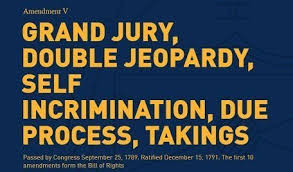 Amendment V
GRAND JURY,
DOUBLE JEOPARDY,
SELF
INCRIMINATION, DUE
PROCESS, TAKINGS
Passed by Congress September 25, 1789. Ratified December 15, 1791. The first 10
amendments form the Bill of Rights